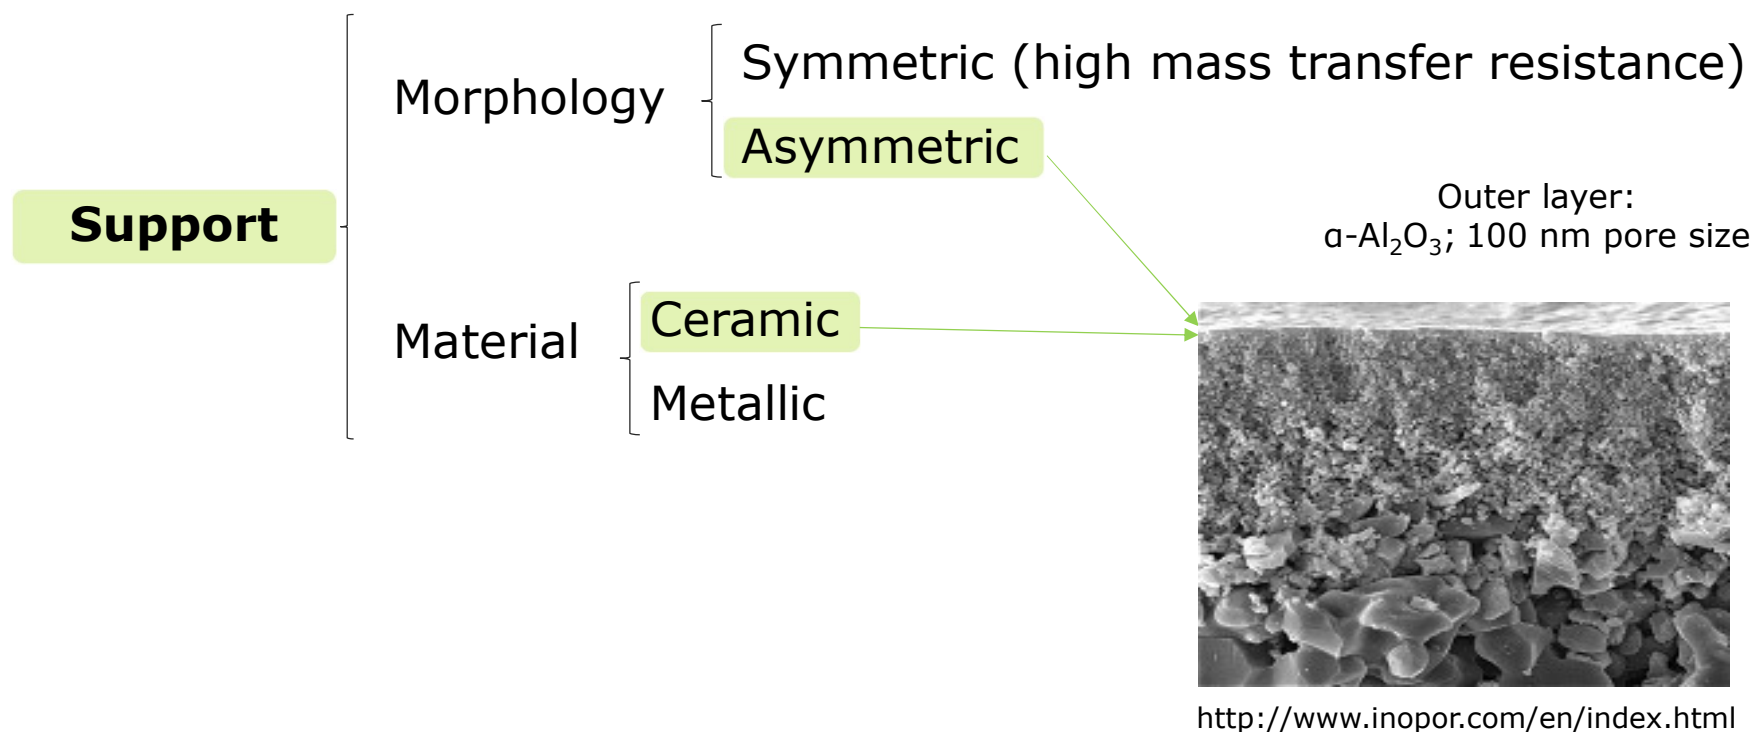 Support
Morphology
Symmetric (high mass transfer resistance)
Asymmetric
Material
Ceramic
Metallic
Outer layer:
α-Al₂O₃; 100 nm pore size
http://www.inopor.com/en/index.html